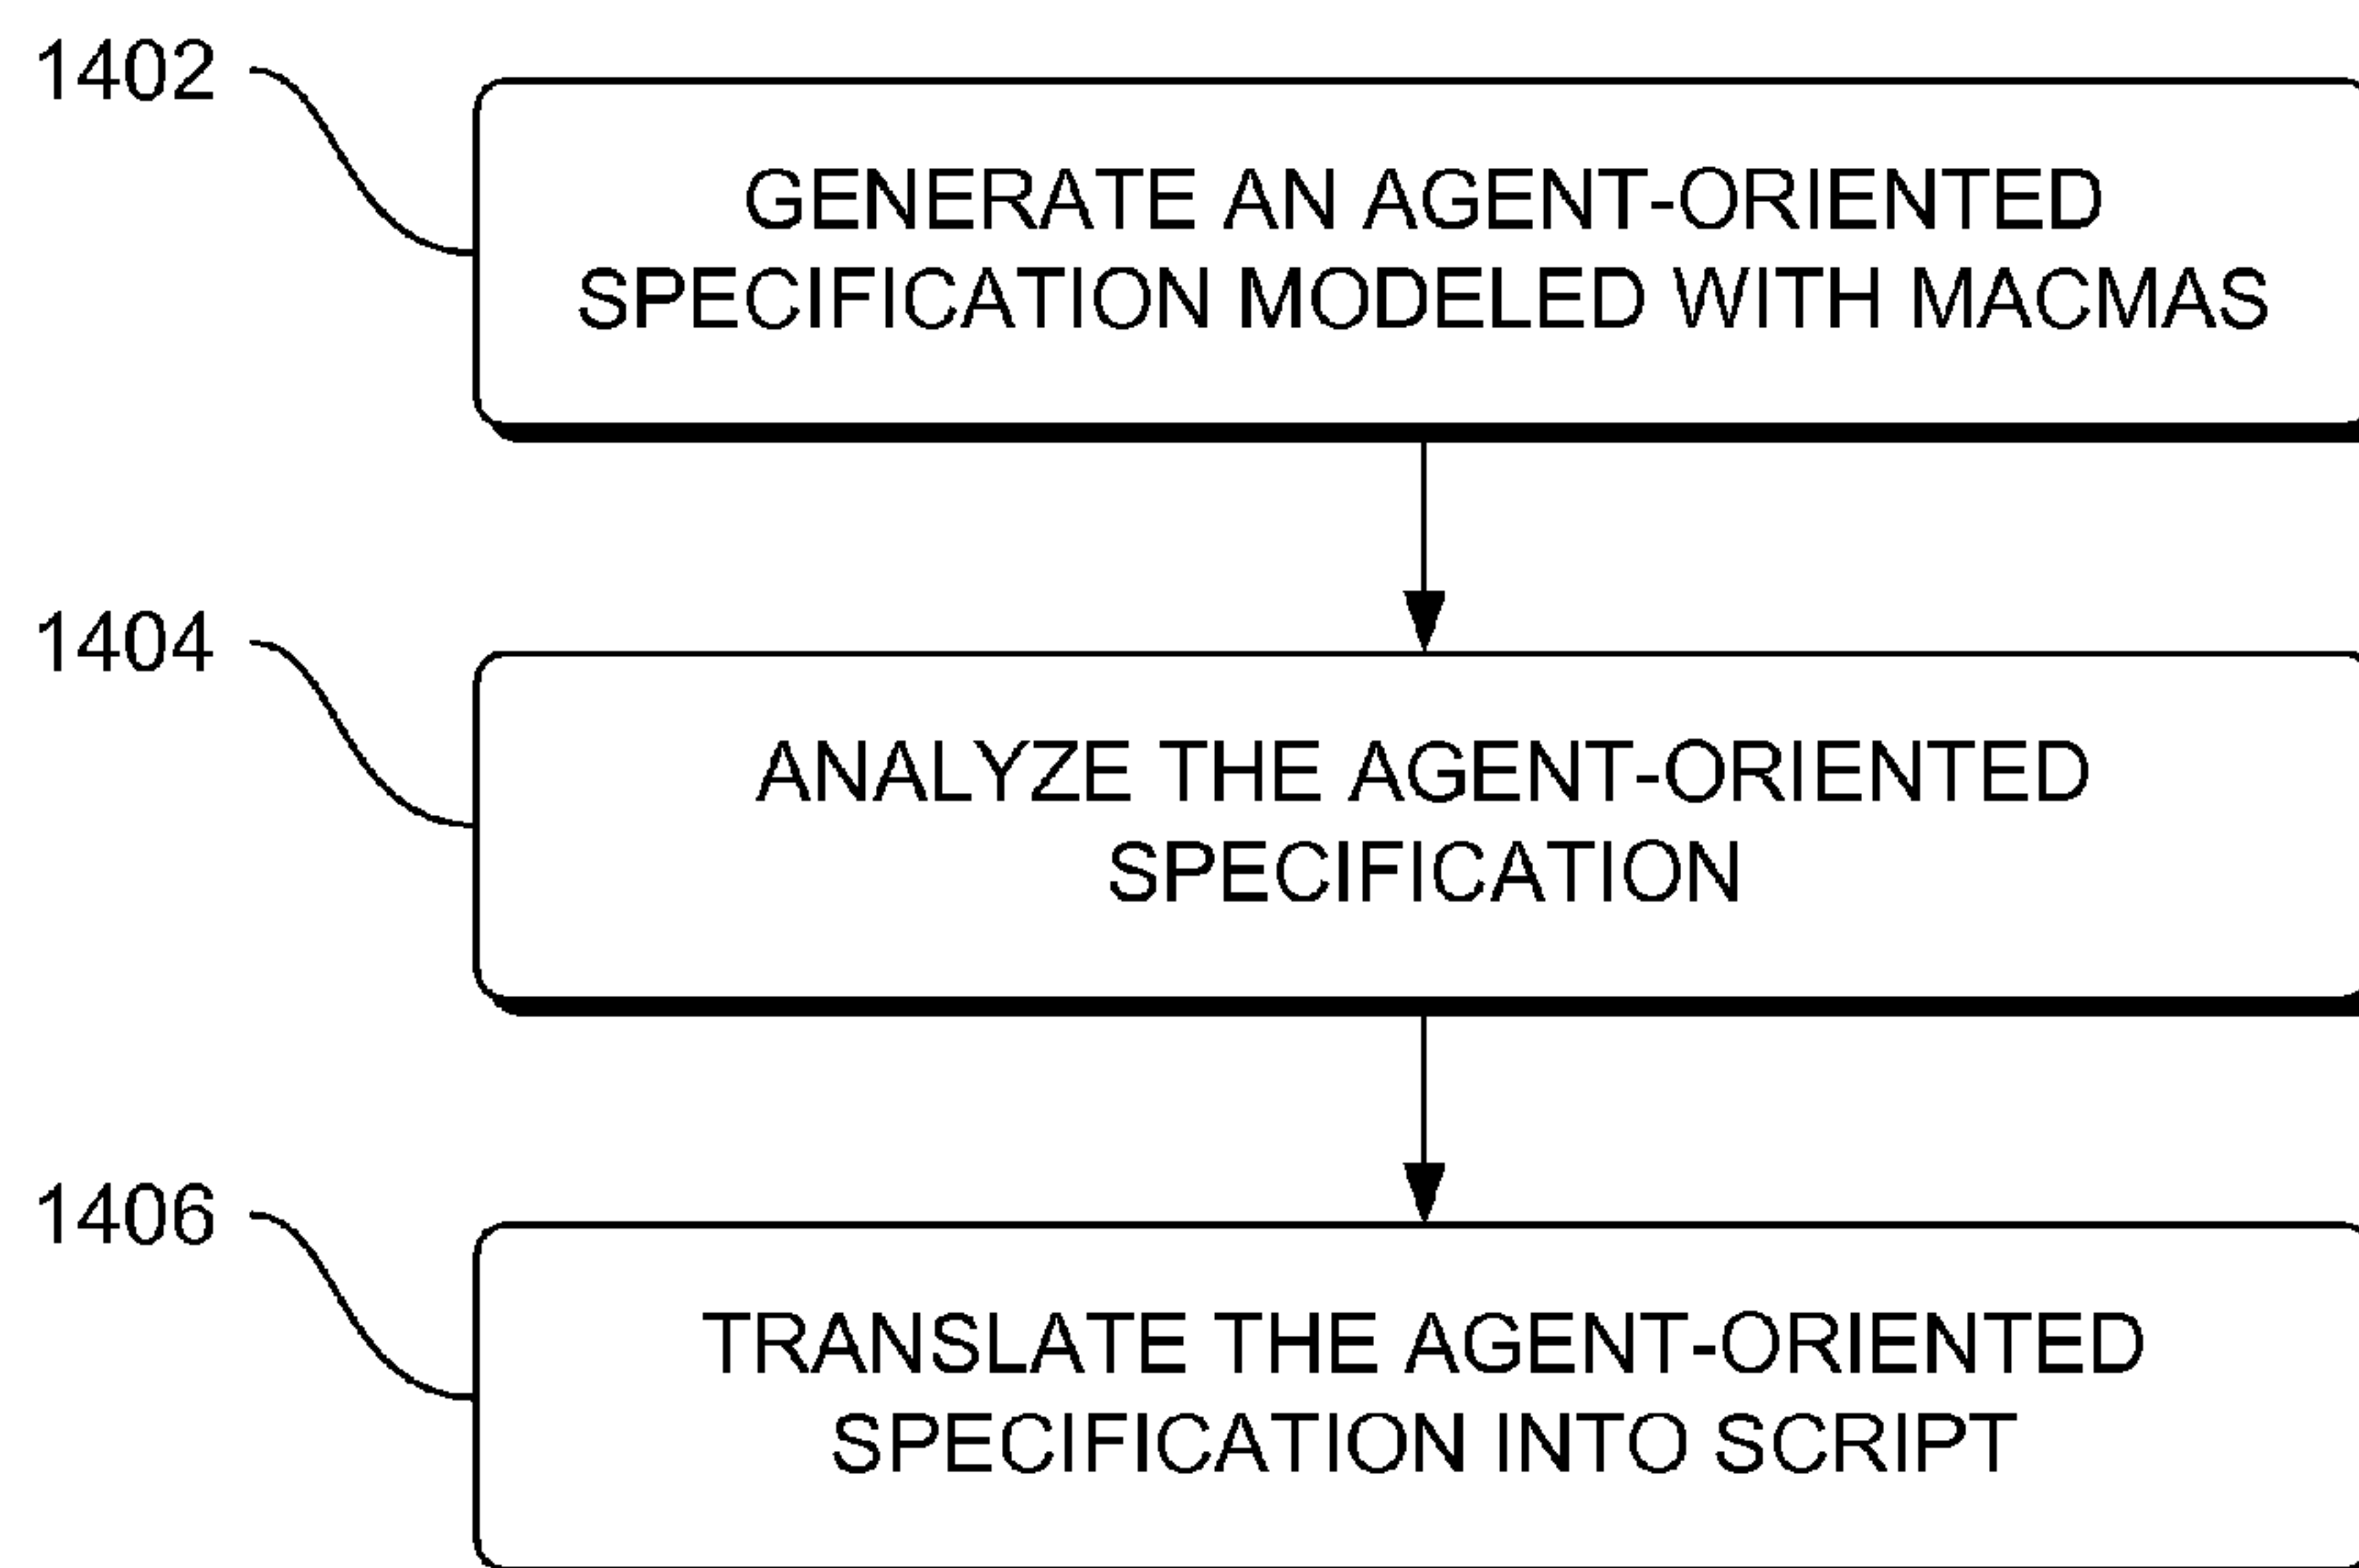 1402
GENERATE AN AGENT-ORIENTED
SPECIFICATION MODELED WITH MACMAS
1404
ANALYZE THE AGENT-ORIENTED
SPECIFICATION
1406
TRANSLATE THE AGENT-ORIENTED
SPECIFICATION INTO SCRIPT